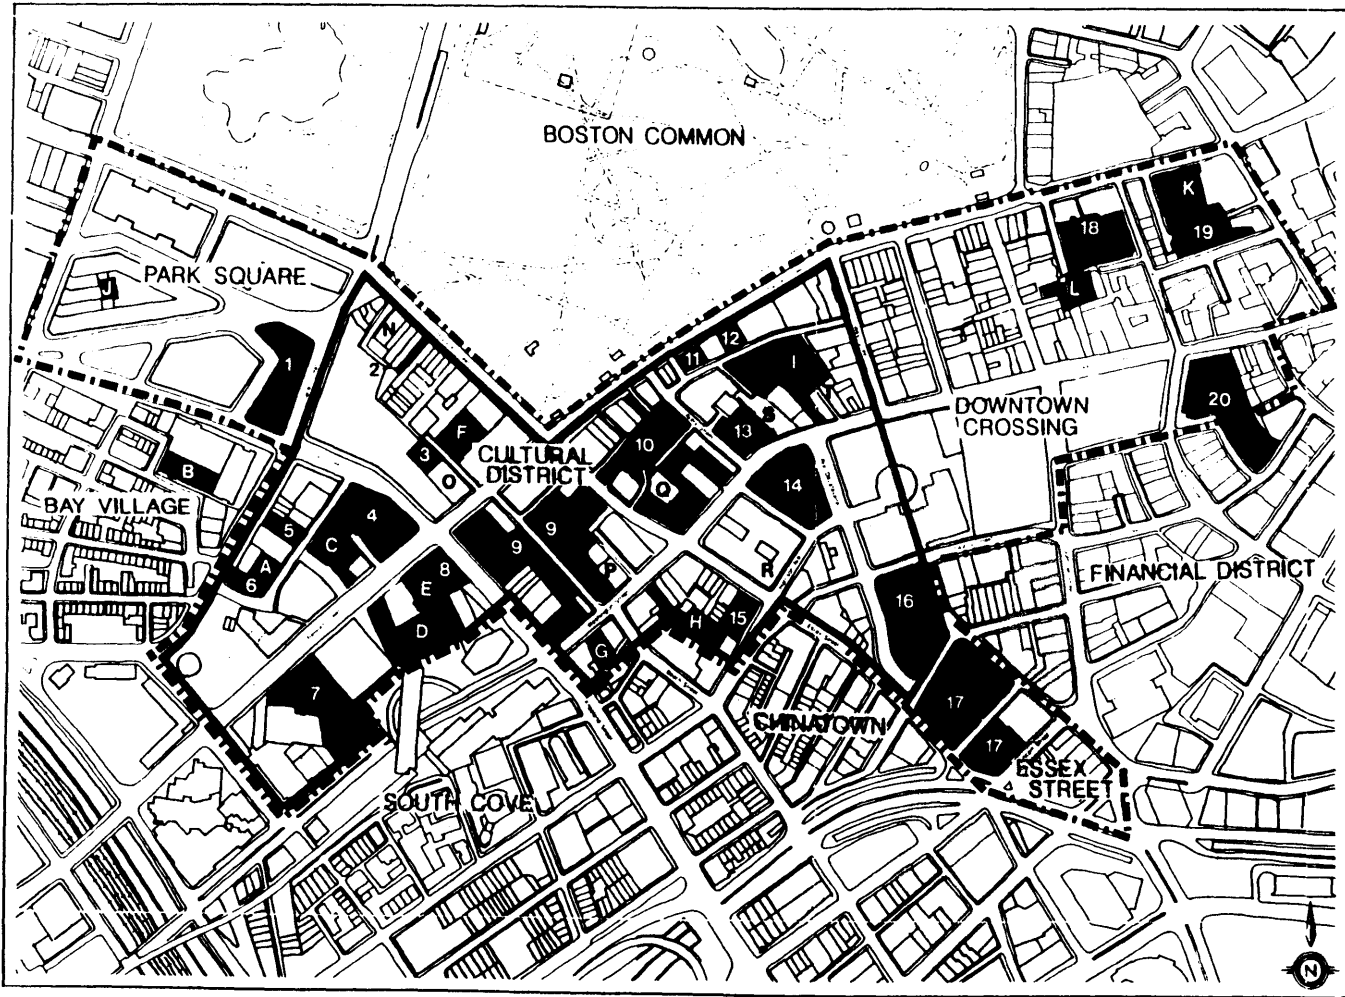 BOSTON COMMON
K
18
19
PARK SQUARE
J
L
N
12
11
1
2
I
20
DOWNTOWN
CROSSING
F
S
10
13
3
CULTURAL
DISTRICT
B
O
Q
14
BAY VILLAGE
4
5
9
9
C
A
6
8
E
P
R
FINANCIAL DISTRICT
16
D
H
15
G
7
17
CHINATOWN
17
ESSEX
STREET
SOUTH COVE
N